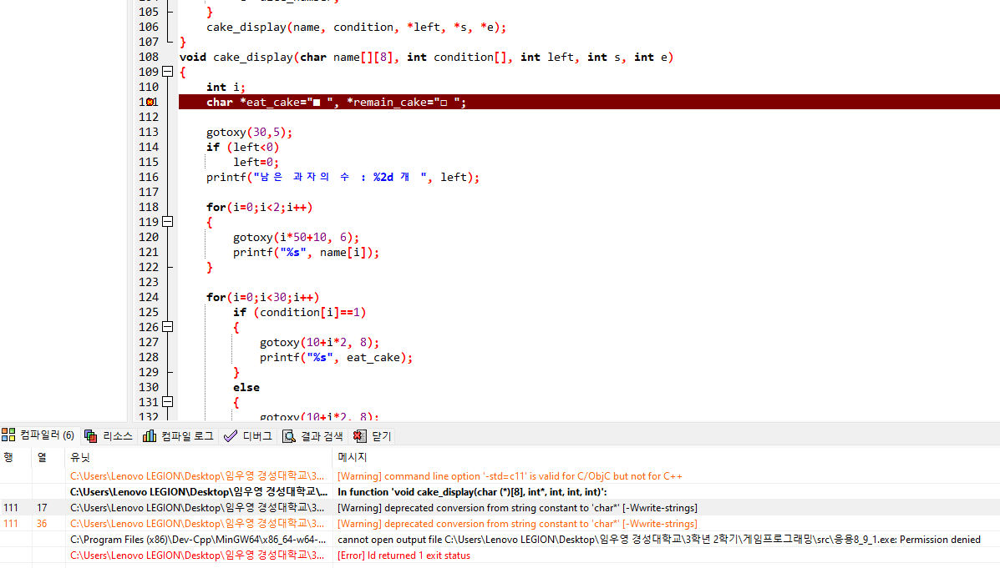 105 }
106 cake_display(name, condition, *left, *s, *e);
107 }
108 void cake_display(char name[][8], int condition[], int left, int s, int e)
109 {
110 int i;
111 char *eat_cake="■ ", *remain_cake="□ ";
112
113 gotoxy(30,5);
114 if (left<0)
115 left=0;
116 printf("남은 과자의 수 : %2d 개 ", left);
117
118 for(i=0;i<2;i++)
119 {
120 gotoxy(i*50+10, 6);
121 printf("%s", name[i]);
122 }
123
124 for(i=0;i<30;i++)
125 if (condition[i]==1)
126 {
127 gotoxy(10+i*2, 8);
128 printf("%s", eat_cake);
129 }
130 else
131 {
132 gotoxy(10+i*2, 8);
컴파일러 (6) 리소스 컴파일 로그 디버그 결과 검색 닫기
행 열 유닛 메시지
C:\Users\Lenovo LEGION\Desktop\임우영 경성대학교\3... [Warning] command line option '-std=c11' is valid for C/ObjC but not for C++
C:\Users\Lenovo LEGION\Desktop\임우영 경성대학교\... In function 'void cake_display(char (*)[8], int*, int, int, int)':
111 17 C:\Users\Lenovo LEGION\Desktop\임우영 경성대학교\3... [Warning] deprecated conversion from string constant to 'char*' [-Wwrite-strings]
111 36 C:\Users\Lenovo LEGION\Desktop\임우영 경성대학교\3... [Warning] deprecated conversion from string constant to 'char*' [-Wwrite-strings]
C:\Program Files (x86)\Dev-Cpp\MinGW64\x86_64-w64-... cannot open output file C:\Users\Lenovo LEGION\Desktop\임우영 경성대학교\3학년 2학기\게임프로그래밍\src\응용8_9_1.exe: Permission denied
C:\Users\Lenovo LEGION\Desktop\임우영 경성대학교\3... [Error] ld returned 1 exit status